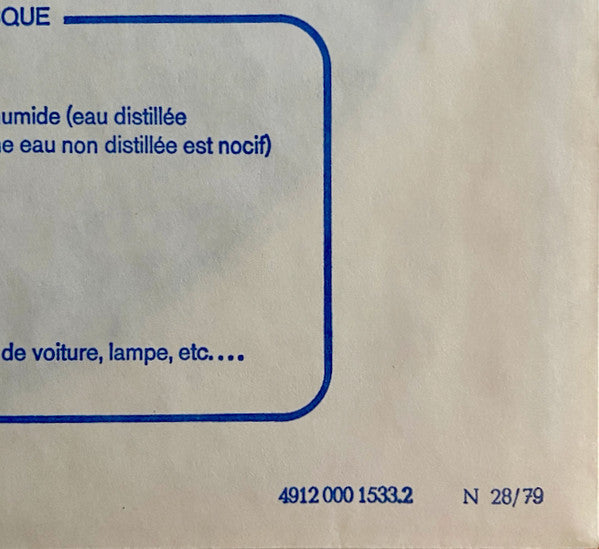 QUE
umide (eau distillée
e eau non distillée est nocif)
de voiture, lampe, etc....
4912 000 1533.2 N 28/79